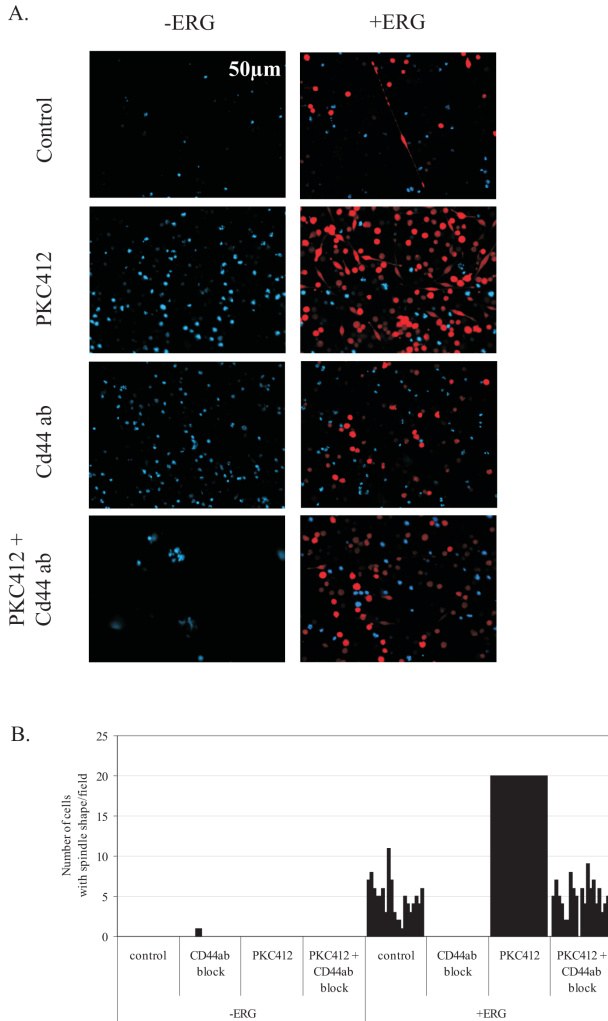 A.
-ERG
+ERG
50µm
Control
PKC412
Cd44 ab
PKC412 +
Cd44 ab
B.
Number of cells
with spindle shape/field
25
20
15
10
5
0
control
CD44ab
block
PKC412
PKC412 +
CD44ab
block
control
CD44ab
block
PKC412
PKC412 +
CD44ab
block
-ERG
+ERG